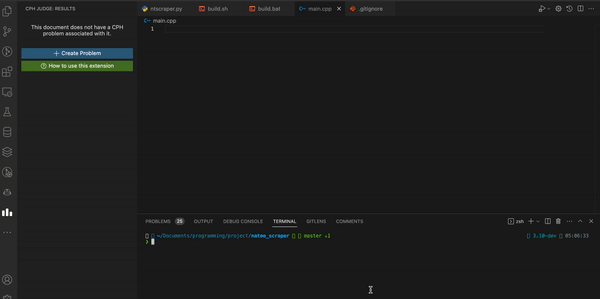 CPH JUDGE: RESULTS
This document does not have a CPH
problem associated with it.
+ Create Problem
How to use this extension
ntscraper.py
build.sh
build.bat
main.cpp
.gitignore
main.cpp
1
PROBLEMS 25 OUTPUT DEBUG CONSOLE TERMINAL GITLENS COMMENTS
zsh
~/Documents/programming/project/natoo_scraper master ↓1
3.10-dev 05:06:33
❯